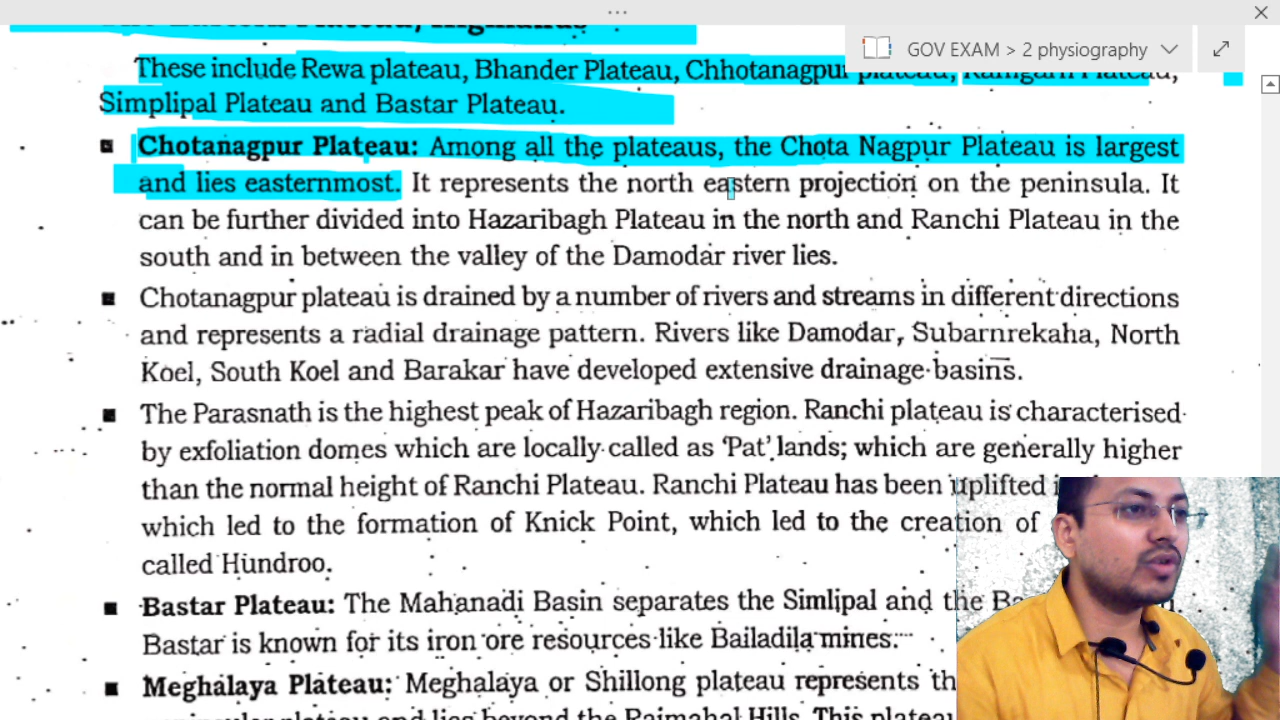 GOV EXAM > 2 physiography
These include Rewa plateau, Bhander Plateau, Chhotanagpur plateau, Ramgarh Plateau,
Simplipal Plateau and Bastar Plateau.
■ Chotanagpur Plateau: Among all the plateaus, the Chota Nagpur Plateau is largest
and lies easternmost. It represents the north eastern projection on the peninsula. It
can be further divided into Hazaribagh Plateau in the north and Ranchi Plateau in the
south and in between the valley of the Damodar river lies.
■ Chotanagpur plateau is drained by a number of rivers and streams in different directions
and represents a radial drainage pattern. Rivers like Damodar, Subarnrekaha, North
Koel, South Koel and Barakar have developed extensive drainage basins.
■ The Parasnath is the highest peak of Hazaribagh region. Ranchi plateau is characterised
by exfoliation domes which are locally called as 'Pat' lands; which are generally higher
than the normal height of Ranchi Plateau. Ranchi Plateau has been uplifted
which led to the formation of Knick Point, which led to the creation of
called Hundroo.
■ Bastar Plateau: The Mahanadi Basin separates the Simlipal and the
Bastar is known for its iron ore resources like Bailadila mines.
■ Meghalaya Plateau: Meghalaya or Shillong plateau represents
peninsular plateau and lies beyond the Rajmahal Hills. This plateau